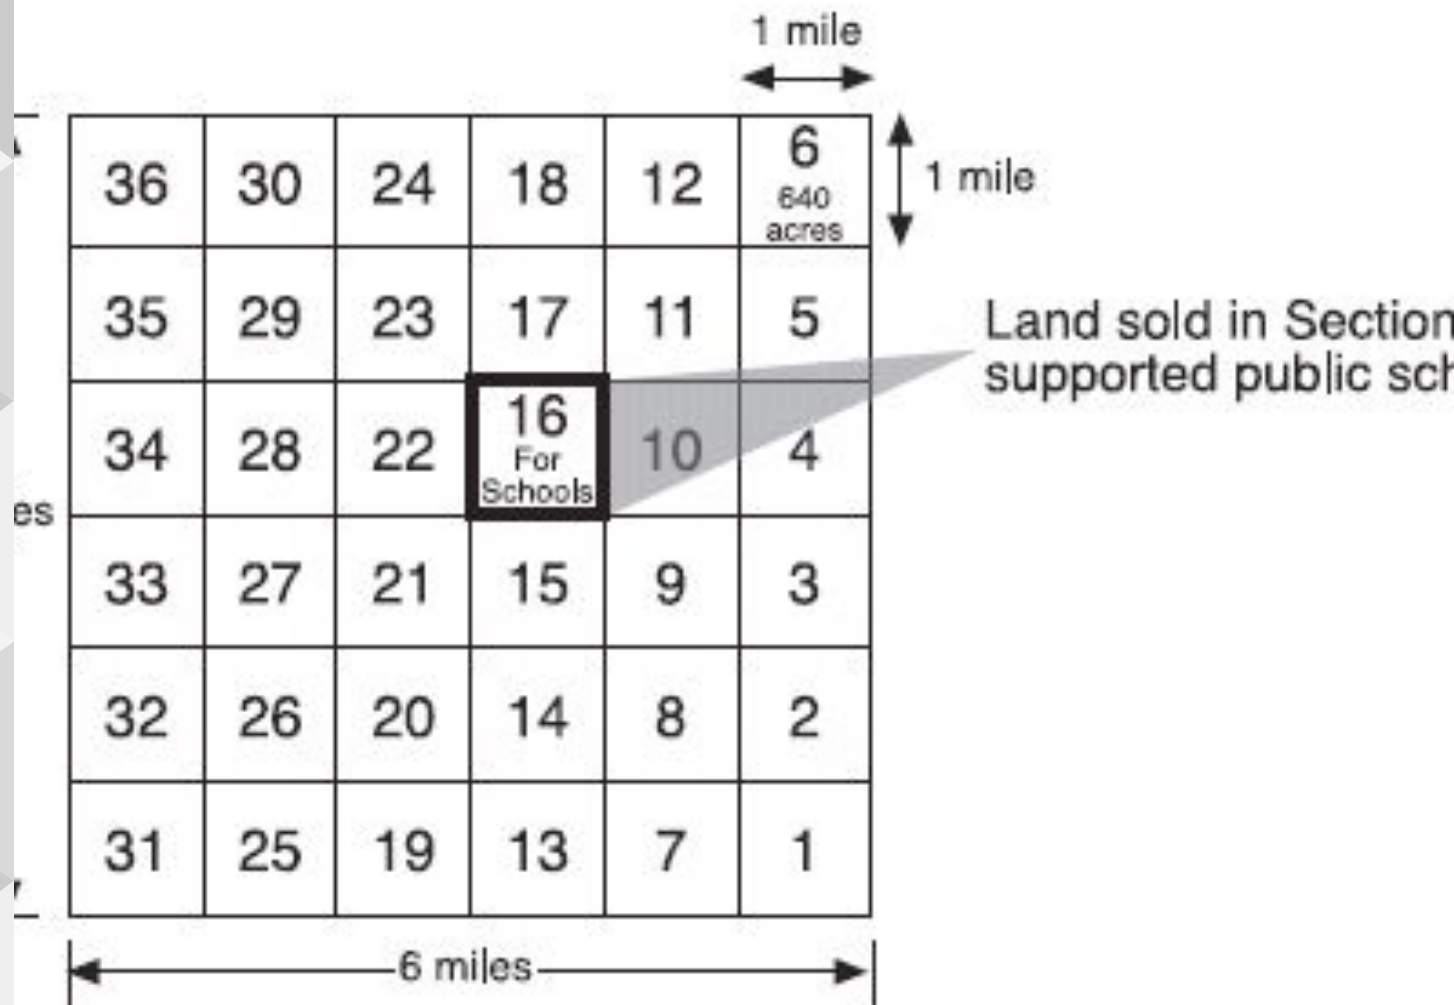 1 mile
36 30 24 18 12 6
640
acres
1 mile
35 29 23 17 11 5
Land sold in Section
supported public sch
34 28 22 16 10 4
For
Schools
es
33 27 21 15 9 3
32 26 20 14 8 2
31 25 19 13 7 1
6 miles